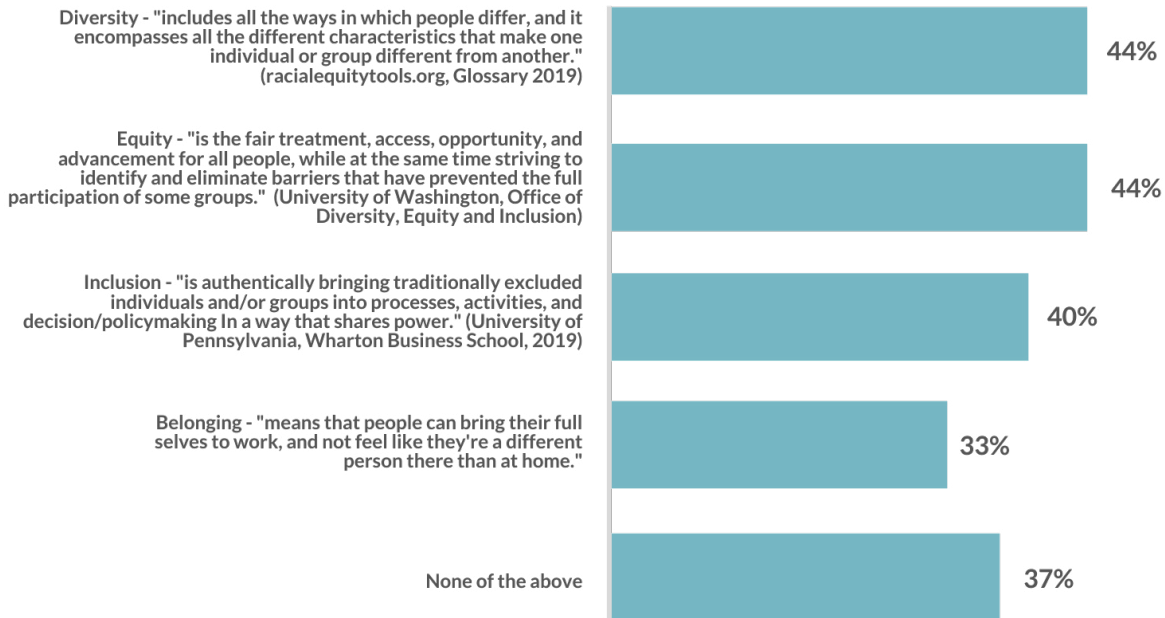 Diversity - "includes all the ways in which people differ, and it
encompasses all the different characteristics that make one
individual or group different from another."
(racialequitytools.org, Glossary 2019)
44%
Equity - "is the fair treatment, access, opportunity, and
advancement for all people, while at the same time striving to
identify and eliminate barriers that have prevented the full
participation of some groups." (University of Washington, Office of
Diversity, Equity and Inclusion)
44%
Inclusion - "is authentically bringing traditionally excluded
individuals and/or groups into processes, activities, and
decision/policymaking In a way that shares power." (University of
Pennsylvania, Wharton Business School, 2019)
40%
Belonging - "means that people can bring their full
selves to work, and not feel like they're a different
person there than at home."
33%
None of the above
37%